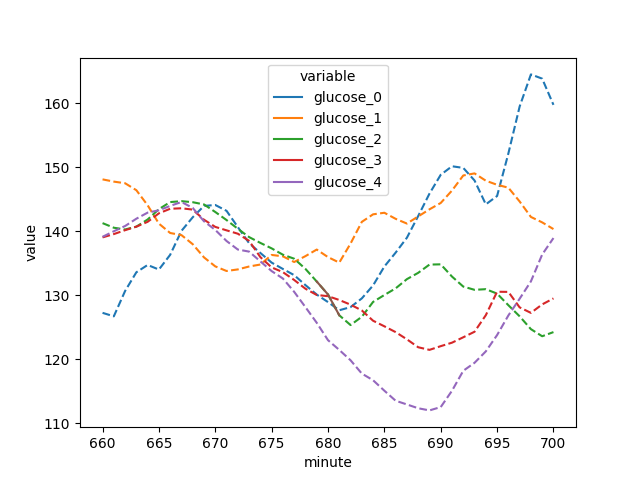 variable
glucose_0
glucose_1
glucose_2
glucose_3
glucose_4
value
160
150
140
130
120
110
660 665 670 675 680 685 690 695 700
minute